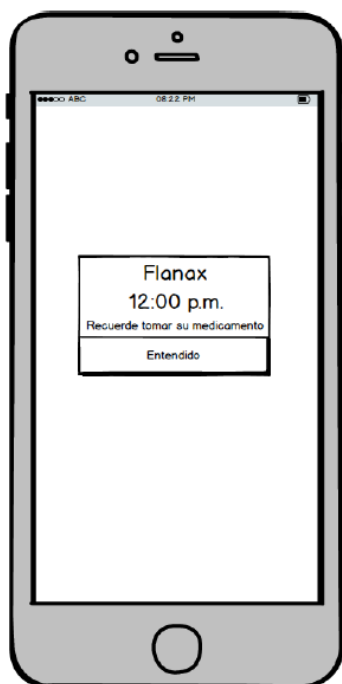 ABC 08:22 PM
Flanax
12:00 p.m.
Recuerde tomar su medicamento
Entendido